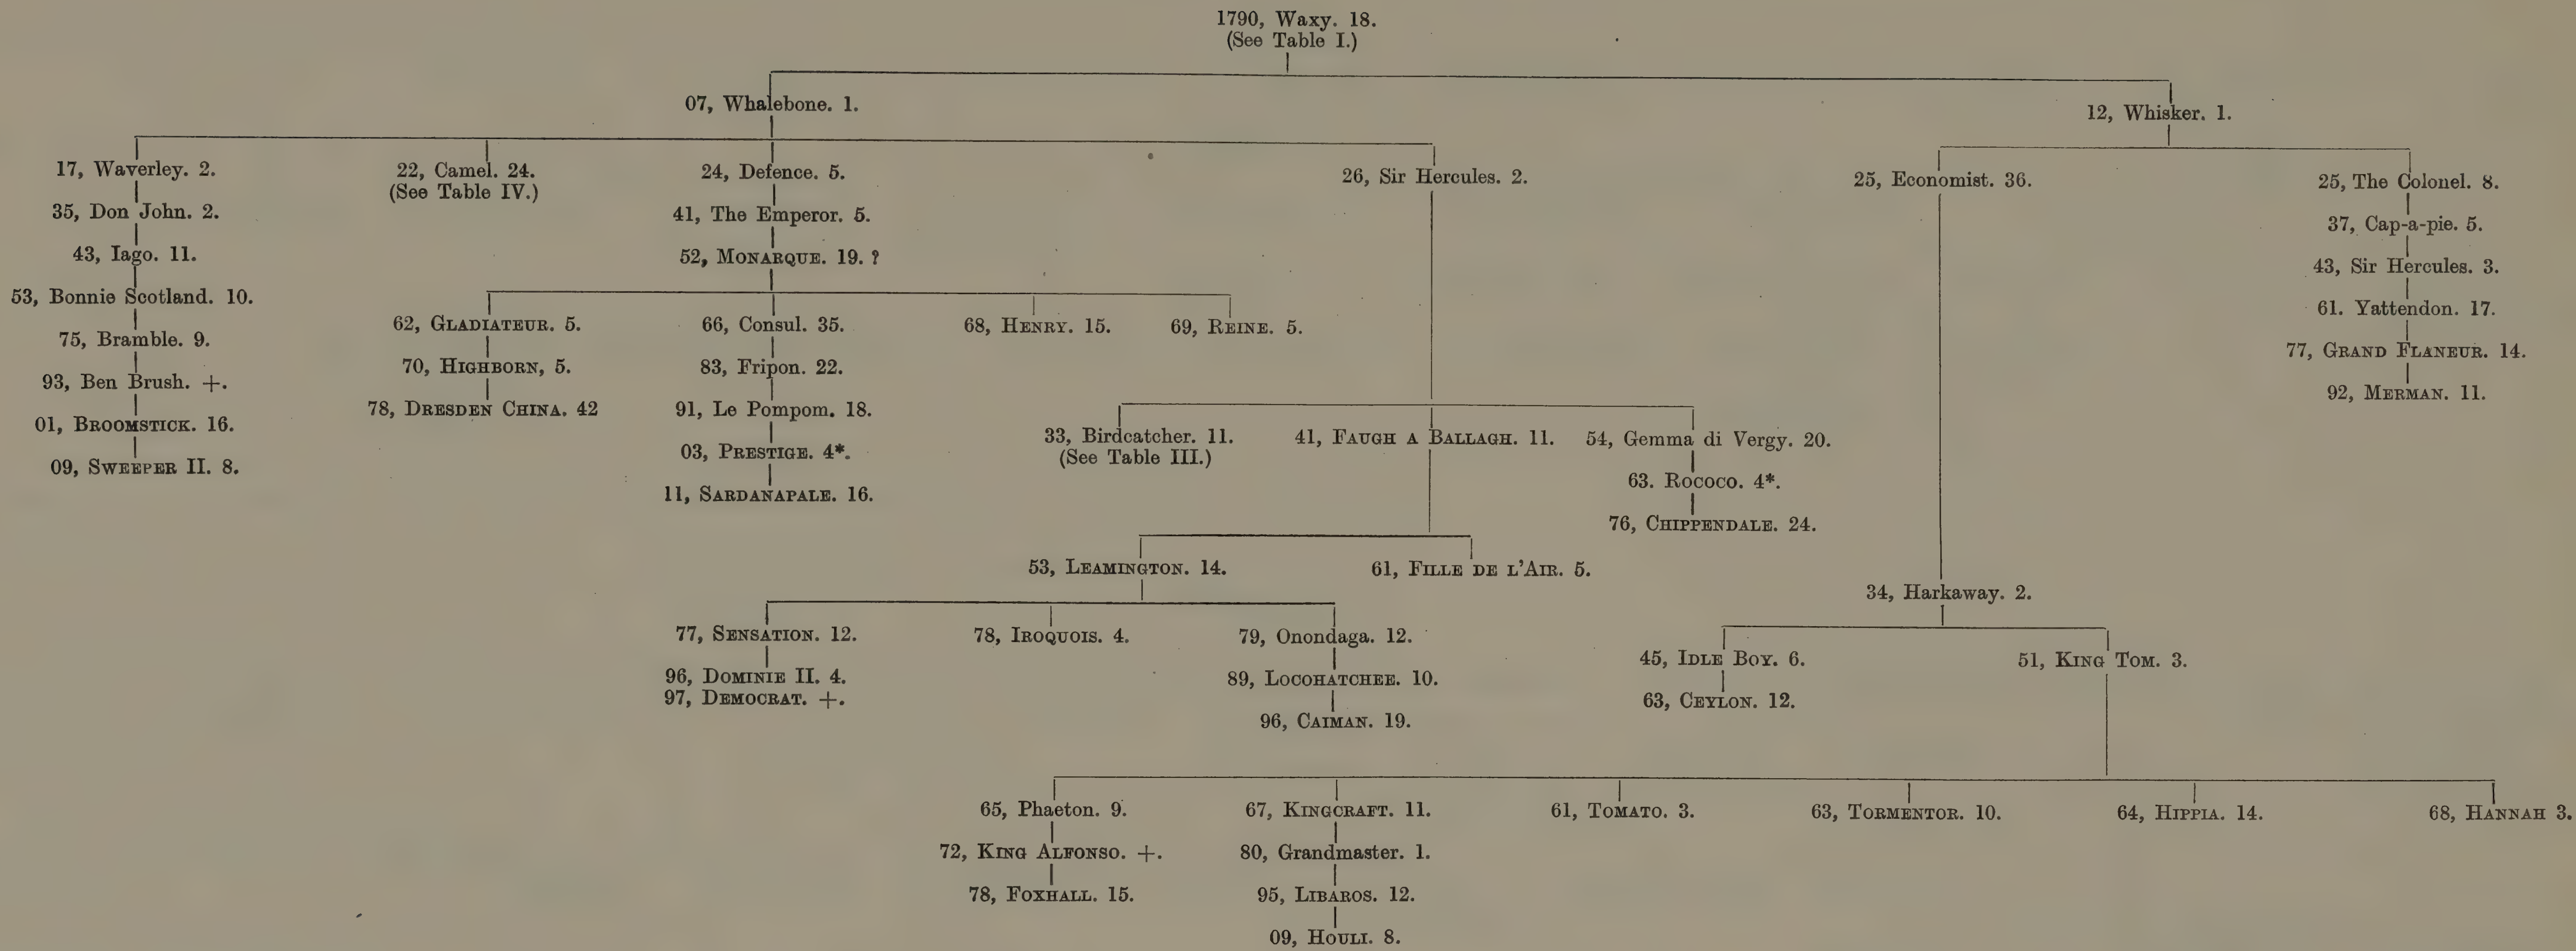 1790, Waxy. 18.
(See Table I.)
07, Whalebone. 1.
12, Whisker. 1.
17, Waverley. 2.
35, Don John. 2.
43, Iago. 11.
53, Bonnie Scotland. 10.
75, Bramble. 9.
93, Ben Brush. +.
01, BROOMSTICK. 16.
09, SWEEPER II. 8.
22, Camel. 24.
(See Table IV.)
24, Defence. 5.
41, The Emperor. 5.
52, MONARQUE. 19. ?
62, GLADIATEUR. 5.
70, HIGHBORN, 5.
78, DRESDEN CHINA. 42
66, Consul. 35.
83, Fripon. 22.
91, Le Pompom. 18.
03, PRESTIGE. 4*.
11, SARDANAPALE. 16.
68, HENRY. 15.
69, REINE. 5.
26, Sir Hercules. 2.
33, Birdcatcher. 11.
(See Table III.)
41, FAUGH A BALLAGH. 11.
54, Gemma di Vergy. 20.
63. Rococo. 4*.
76, CHIPPENDALE. 24.
53, LEAMINGTON. 14.
61, FILLE DE L'AIR. 5.
77, SENSATION. 12.
96, DOMINIE II. 4.
97, DEMOCRAT. +.
78, IROQUOIS. 4.
79, Onondaga. 12.
89, LOCOHATCHEE. 10.
96, CAIMAN. 19.
25, Economist. 36.
34, Harkaway. 2.
45, IDLE BOY. 6.
63, CEYLON. 12.
51, KING TOM. 3.
65, Phaeton. 9.
72, KING ALFONSO. +.
78, FOXHALL. 15.
67, KINGCRAFT. 11.
80, Grandmaster. 1.
95, LIBAROS. 12.
09, HOULI. 8.
61, TOMATO. 3.
63, TORMENTOR. 10.
64, HIPPIA. 14.
68, HANNAH 3.
25, The Colonel. 8.
37, Cap-a-pie. 5.
43, Sir Hercules. 3.
61. Yattendon. 17.
77, GRAND FLANEUR. 14.
92, MERMAN. 11.